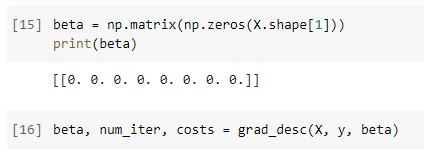 [15] beta = np.matrix(np.zeros(X.shape[1]))
print(beta)
[[0. 0. 0. 0. 0. 0. 0. 0.]]
[16] beta, num_iter, costs = grad_desc(X, y, beta)